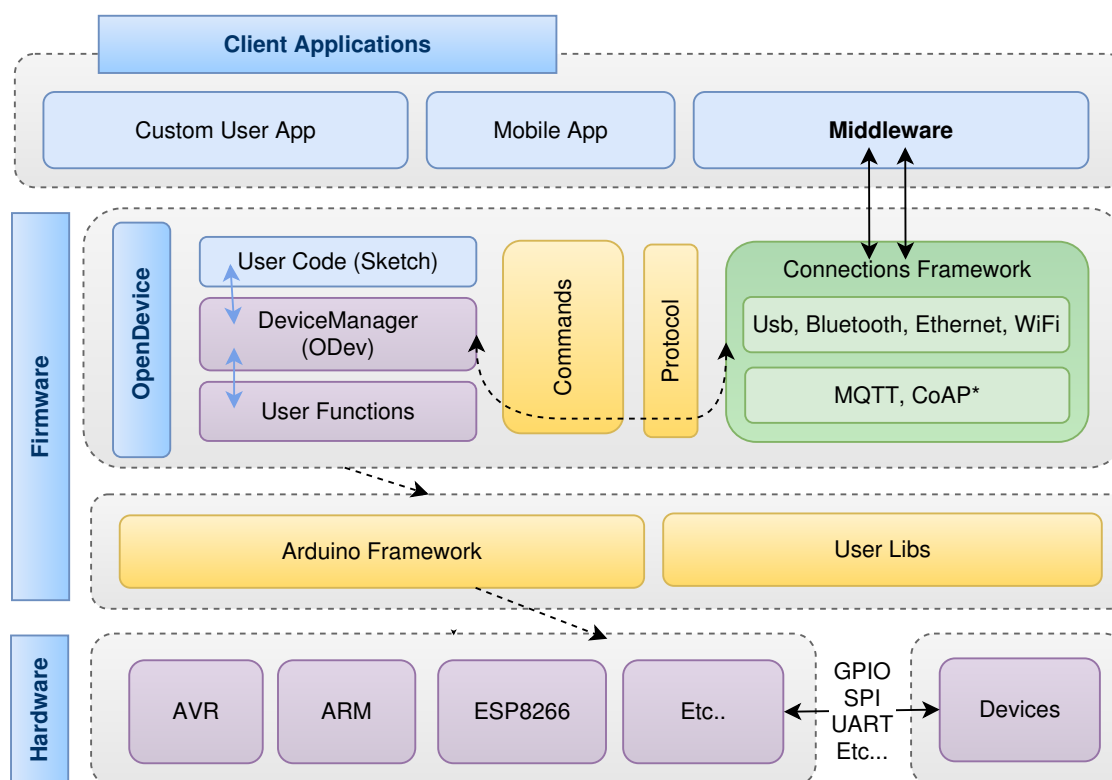 Client Applications
Custom User App
Mobile App
Middleware
Firmware
OpenDevice
User Code (Sketch)
DeviceManager
(ODev)
User Functions
Commands
Protocol
Connections Framework
Usb, Bluetooth, Ethernet, WiFi
MQTT, CoAP*
Arduino Framework
User Libs
Hardware
AVR
ARM
ESP8266
Etc..
GPIO
SPI
UART
Etc...
Devices